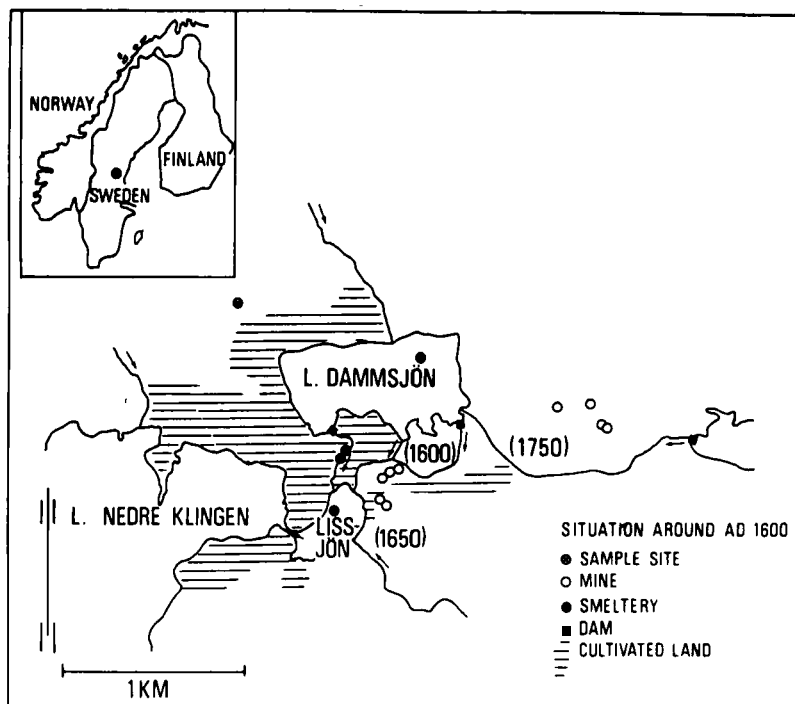 NORWAY
FINLAND
SWEDEN
L. DAMMSJÖN
(1600)
(1750)
L. NEDRE KLINGEN
LISS-
JÖN
(1650)
SITUATION AROUND AD 1600
SAMPLE SITE
MINE
SMELTERY
DAM
CULTIVATED LAND
1KM